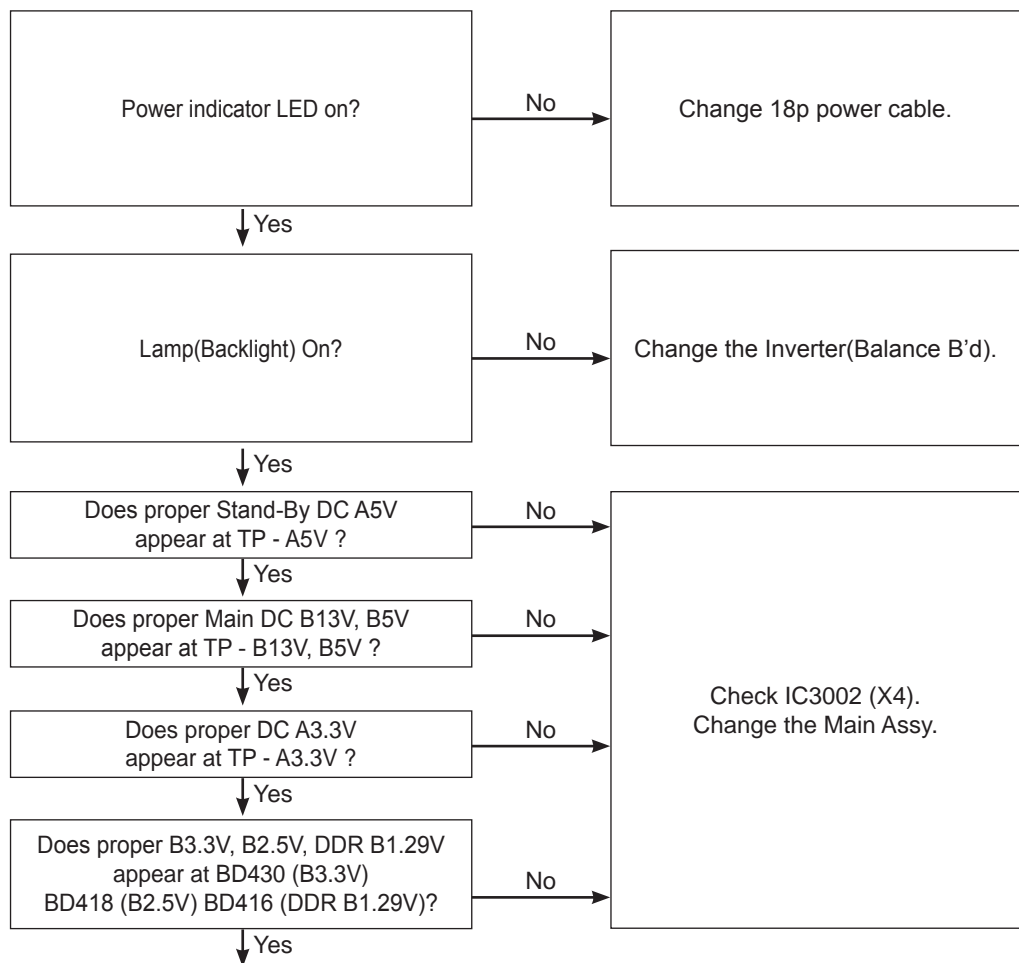 Power indicator LED on?
No
Change 18p power cable.
Yes
Lamp(Backlight) On?
No
Change the Inverter(Balance B’d).
Yes
Does proper Stand-By DC A5V
appear at TP - A5V ?
No
Yes
Does proper Main DC B13V, B5V
appear at TP - B13V, B5V ?
No
Yes
Does proper DC A3.3V
appear at TP - A3.3V ?
No
Check IC3002 (X4).
Change the Main Assy.
Yes
Does proper B3.3V, B2.5V, DDR B1.29V
appear at BD430 (B3.3V)
BD418 (B2.5V) BD416 (DDR B1.29V)?
No
Yes